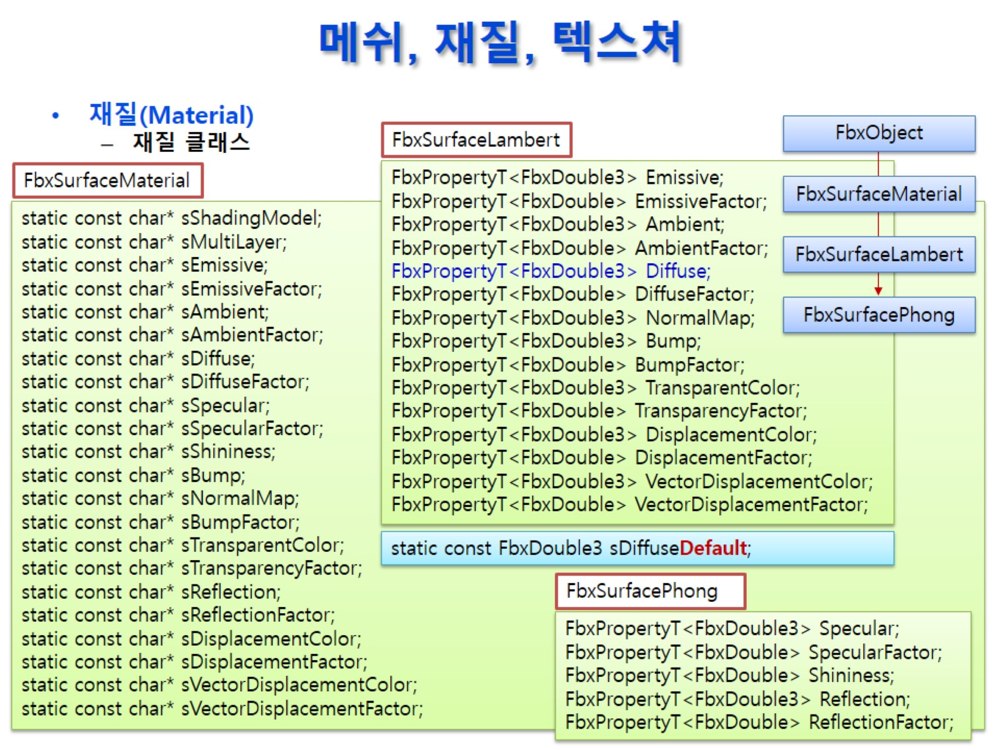 메쉬, 재질, 텍스쳐
• 재질(Material)
– 재질 클래스
FbxSurfaceMaterial
static const char* sShadingModel;
static const char* sMultiLayer;
static const char* sEmissive;
static const char* sEmissiveFactor;
static const char* sAmbient;
static const char* sAmbientFactor;
static const char* sDiffuse;
static const char* sDiffuseFactor;
static const char* sSpecular;
static const char* sSpecularFactor;
static const char* sShininess;
static const char* sBump;
static const char* sNormalMap;
static const char* sBumpFactor;
static const char* sTransparentColor;
static const char* sTransparencyFactor;
static const char* sReflection;
static const char* sReflectionFactor;
static const char* sDisplacementColor;
static const char* sDisplacementFactor;
static const char* sVectorDisplacementColor;
static const char* sVectorDisplacementFactor;
FbxSurfaceLambert
FbxPropertyT<FbxDouble3> Emissive;
FbxPropertyT<FbxDouble> EmissiveFactor;
FbxPropertyT<FbxDouble3> Ambient;
FbxPropertyT<FbxDouble> AmbientFactor;
FbxPropertyT<FbxDouble3> Diffuse;
FbxPropertyT<FbxDouble> DiffuseFactor;
FbxPropertyT<FbxDouble3> NormalMap;
FbxPropertyT<FbxDouble3> Bump;
FbxPropertyT<FbxDouble> BumpFactor;
FbxPropertyT<FbxDouble3> TransparentColor;
FbxPropertyT<FbxDouble> TransparencyFactor;
FbxPropertyT<FbxDouble3> DisplacementColor;
FbxPropertyT<FbxDouble> DisplacementFactor;
FbxPropertyT<FbxDouble3> VectorDisplacementColor;
FbxPropertyT<FbxDouble> VectorDisplacementFactor;
static const FbxDouble3 sDiffuseDefault;
FbxSurfacePhong
FbxPropertyT<FbxDouble3> Specular;
FbxPropertyT<FbxDouble> SpecularFactor;
FbxPropertyT<FbxDouble> Shininess;
FbxPropertyT<FbxDouble3> Reflection;
FbxPropertyT<FbxDouble> ReflectionFactor;
FbxObject
FbxSurfaceMaterial
FbxSurfaceLambert
FbxSurfacePhong